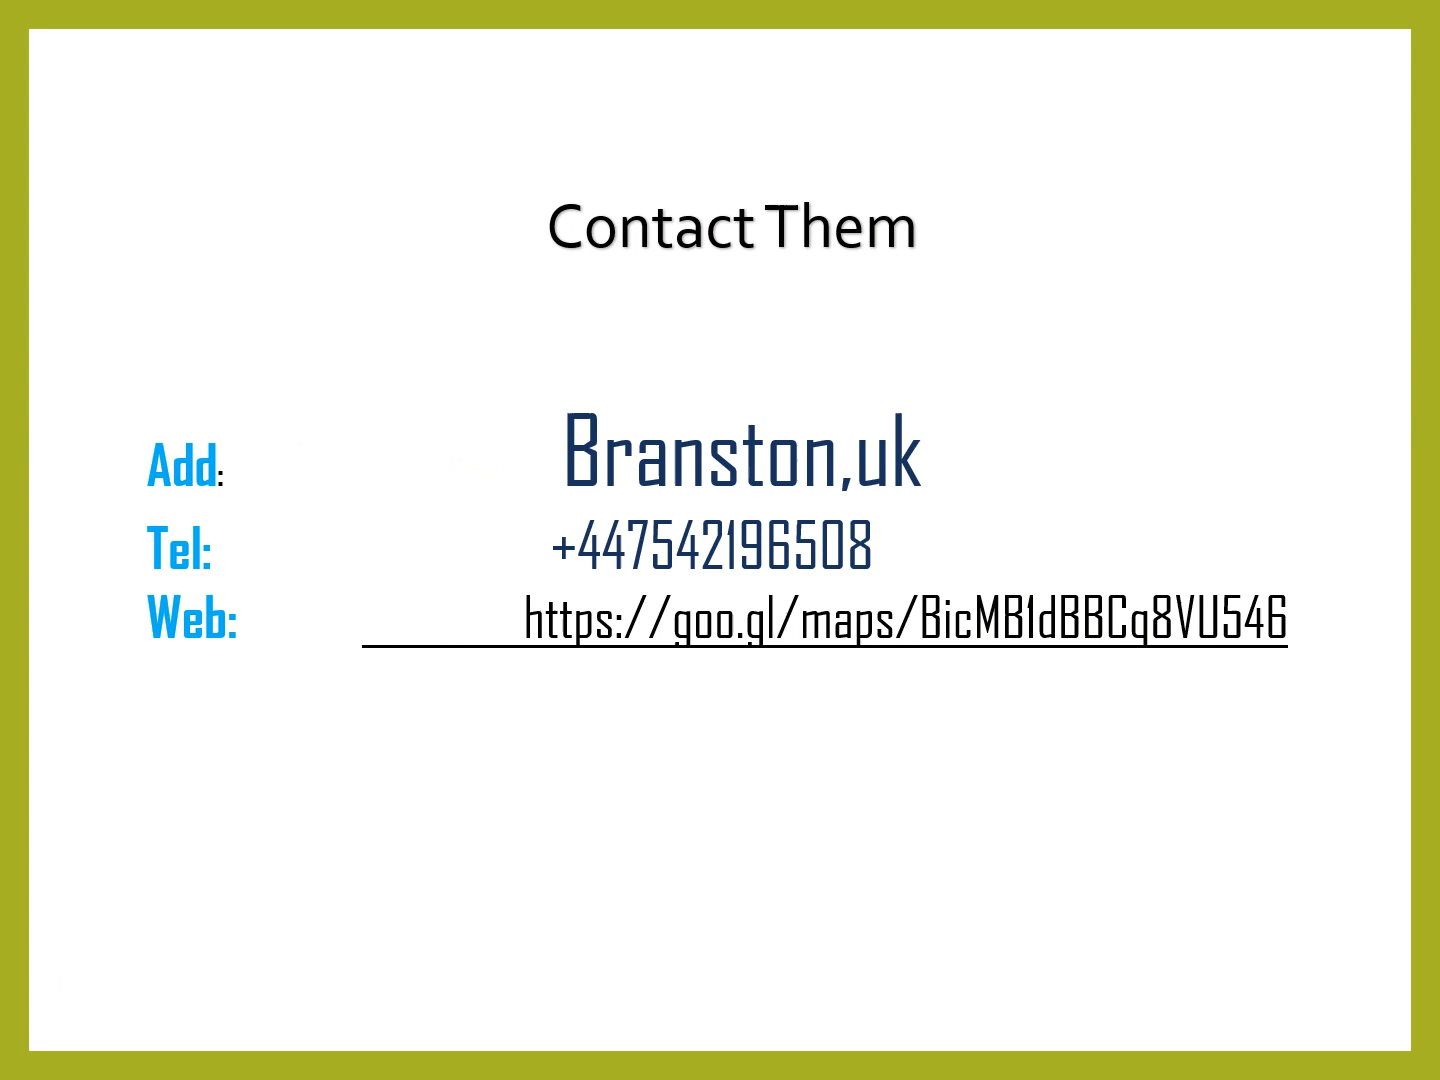 Contact Them
Add: Branston,uk
Tel: +447542196508
Web: https://goo.gl/maps/BicMB1dBBCq8VU546